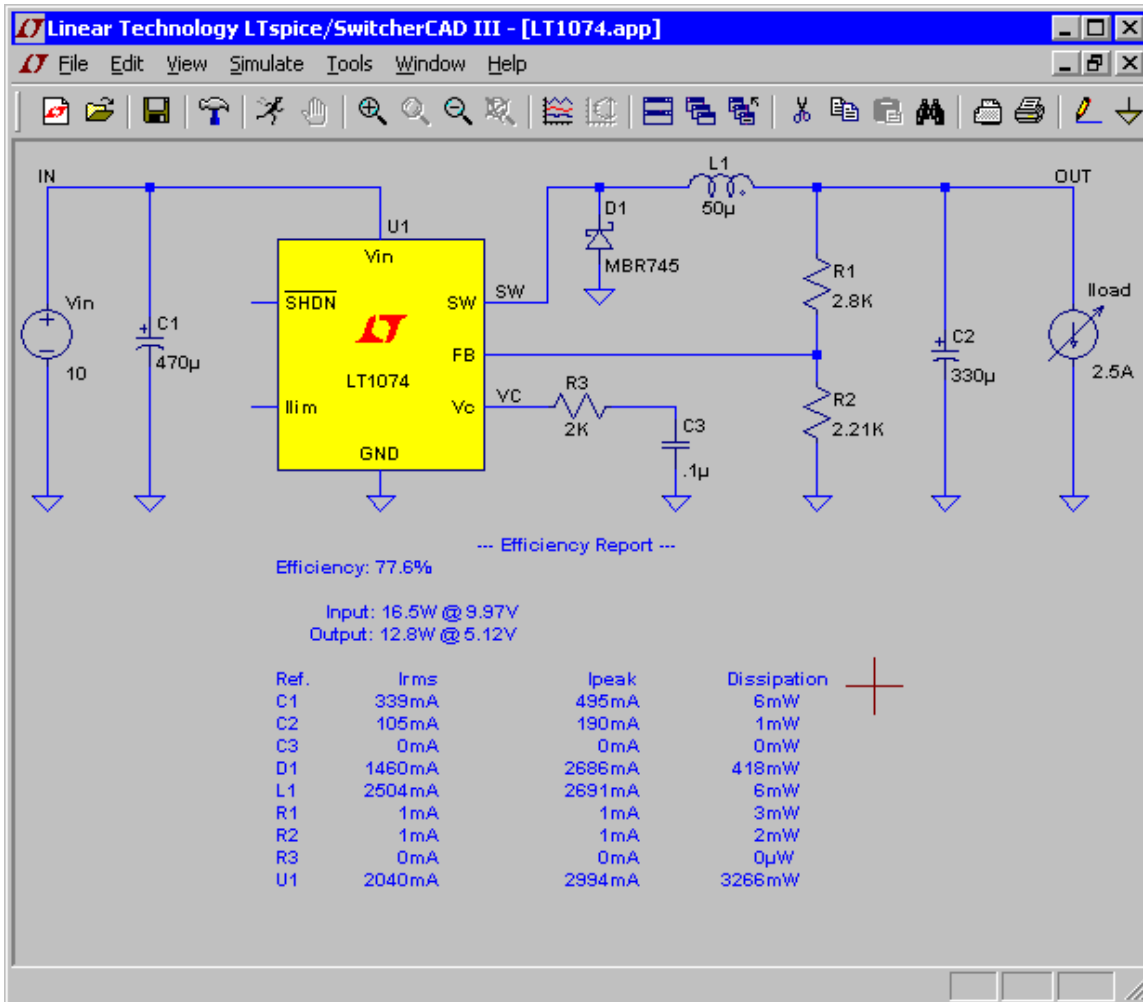 Linear Technology LTspice/SwitcherCAD III - [LT1074.app]
File Edit View Simulate Tools Window Help
IN
OUT
L1
50µ
U1
D1
MBR745
Vin
SHDN
SW
SW
LT
R1
2.8K
Iload
2.5A
Vin
10
C1
470µ
FB
LT1074
C2
330µ
Ilim
Vc
VC
R3
2K
R2
2.21K
C3
.1µ
GND
--- Efficiency Report ---
Efficiency: 77.6%
Input: 16.5W @ 9.97V
Output: 12.8W @ 5.12V
Ref. Irms Ipeak Dissipation
C1 339mA 495mA 6mW
C2 105mA 190mA 1mW
C3 0mA 0mA 0mW
D1 1460mA 2686mA 418mW
L1 2504mA 2691mA 6mW
R1 1mA 1mA 3mW
R2 1mA 1mA 2mW
R3 0mA 0mA 0µW
U1 2040mA 2994mA 3266mW